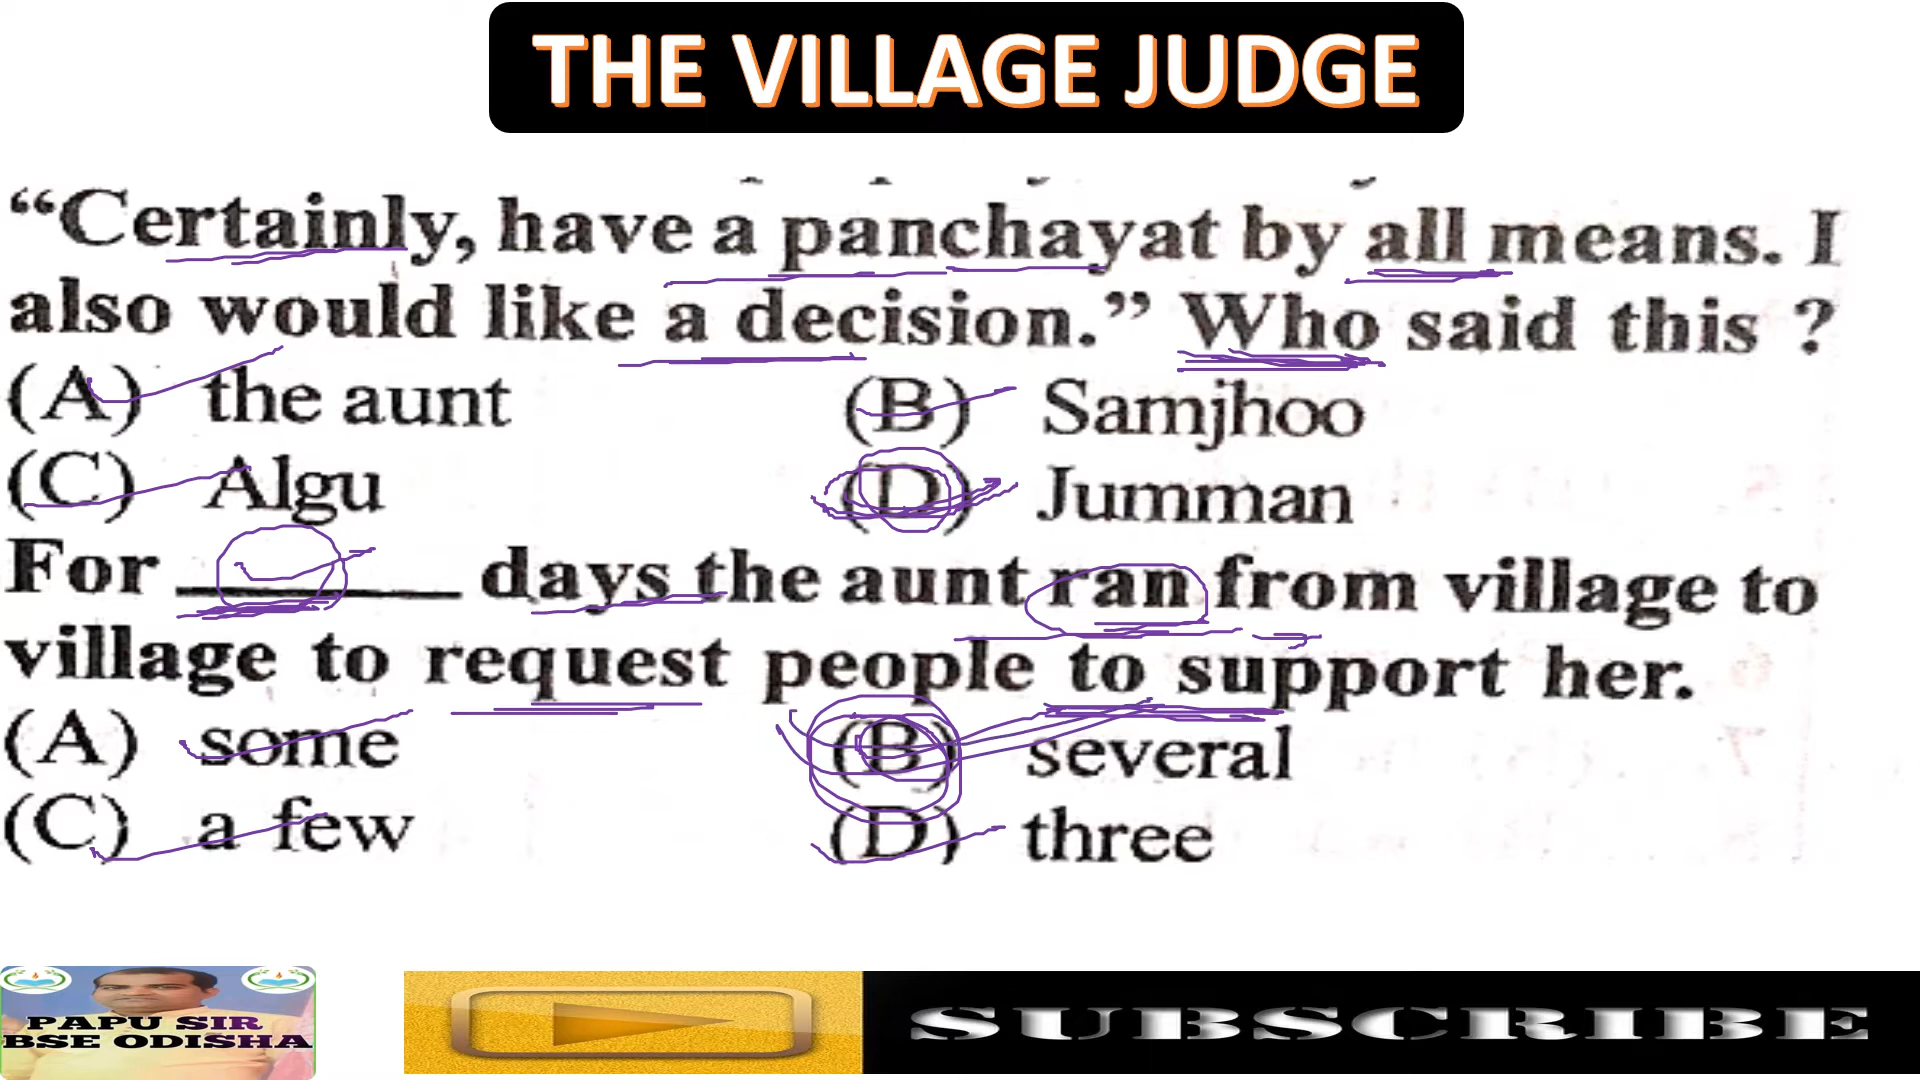 THE VILLAGE JUDGE
“Certainly, have a panchayat by all means. I
also would like a decision.” Who said this ?
(A) the aunt (B) Samjhoo
(C) Algu (D) Jumman
For ________ days the aunt ran from village to
village to request people to support her.
(A) some (B) several
(C) a few (D) three
PAPU SIR
BSE ODISHA
SUBSCRIBE